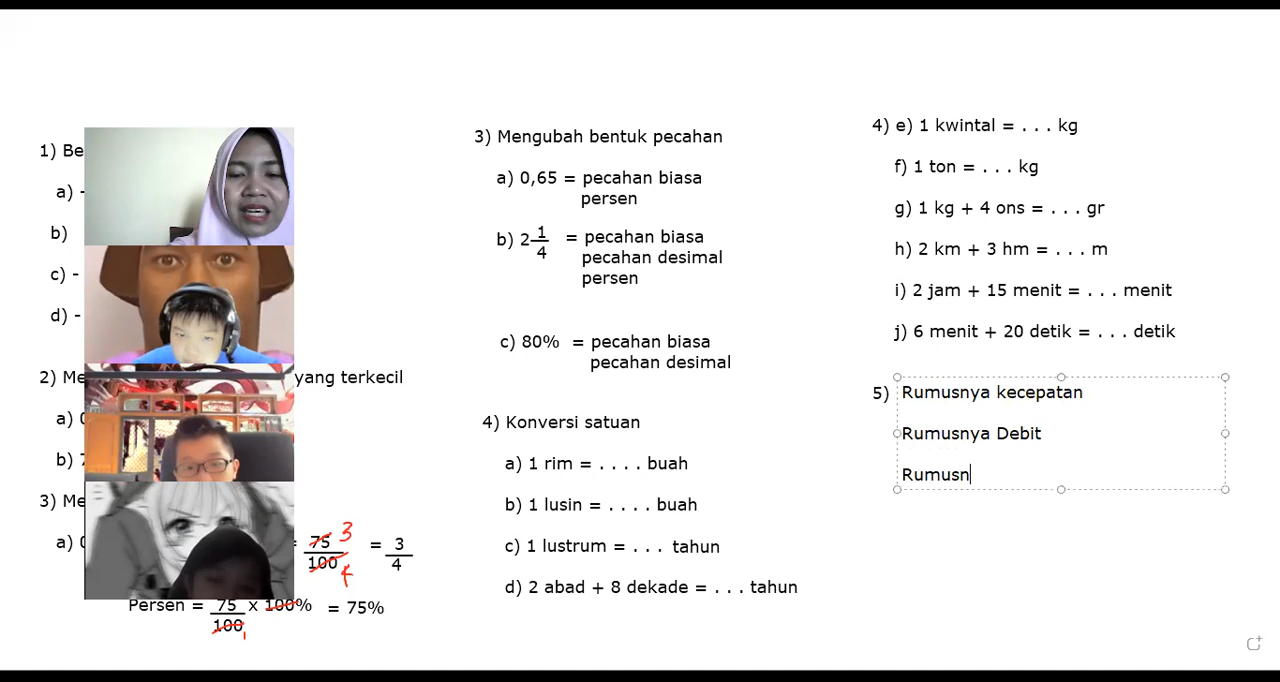 1) Be
a) -
b)
c) -
d) -
2) Me yang terkecil
a) 0
b) 7
3) Me
a) 0 = 75/100 3 4 = 3/4
Persen = 75/100 x 100% = 75%
1
3) Mengubah bentuk pecahan
a) 0,65 = pecahan biasa
persen
b) 2 1/4 = pecahan biasa
pecahan desimal
persen
c) 80% = pecahan biasa
pecahan desimal
4) Konversi satuan
a) 1 rim = . . . . buah
b) 1 lusin = . . . . buah
c) 1 lustrum = . . . tahun
d) 2 abad + 8 dekade = . . . tahun
4) e) 1 kwintal = . . . kg
f) 1 ton = . . . kg
g) 1 kg + 4 ons = . . . gr
h) 2 km + 3 hm = . . . m
i) 2 jam + 15 menit = . . . menit
j) 6 menit + 20 detik = . . . detik
5) Rumusnya kecepatan
Rumusnya Debit
Rumusn